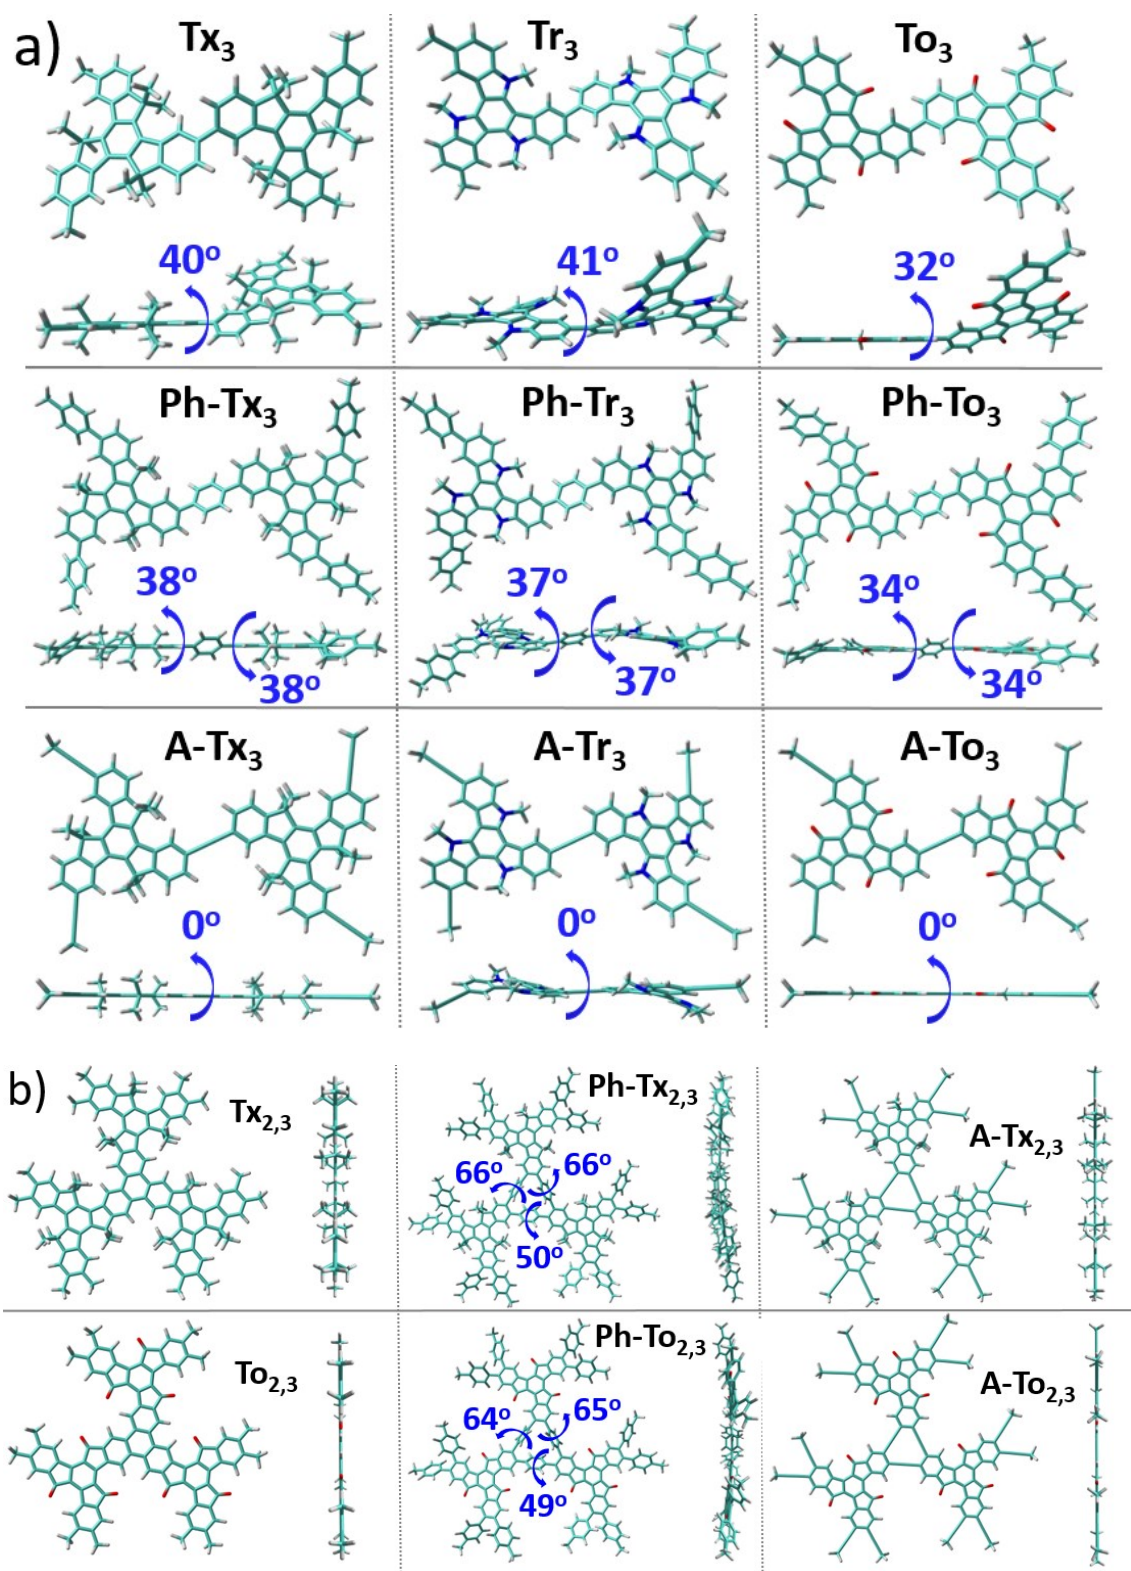 a)
Tx₃
Tr₃
To₃
40°
41°
32°
Ph-Tx₃
Ph-Tr₃
Ph-To₃
38°
38°
37°
37°
34°
34°
A-Tx₃
A-Tr₃
A-To₃
0°
0°
0°
b)
Tx₂,₃
Ph-Tx₂,₃
A-Tx₂,₃
66°
66°
50°
To₂,₃
Ph-To₂,₃
A-To₂,₃
64°
65°
49°